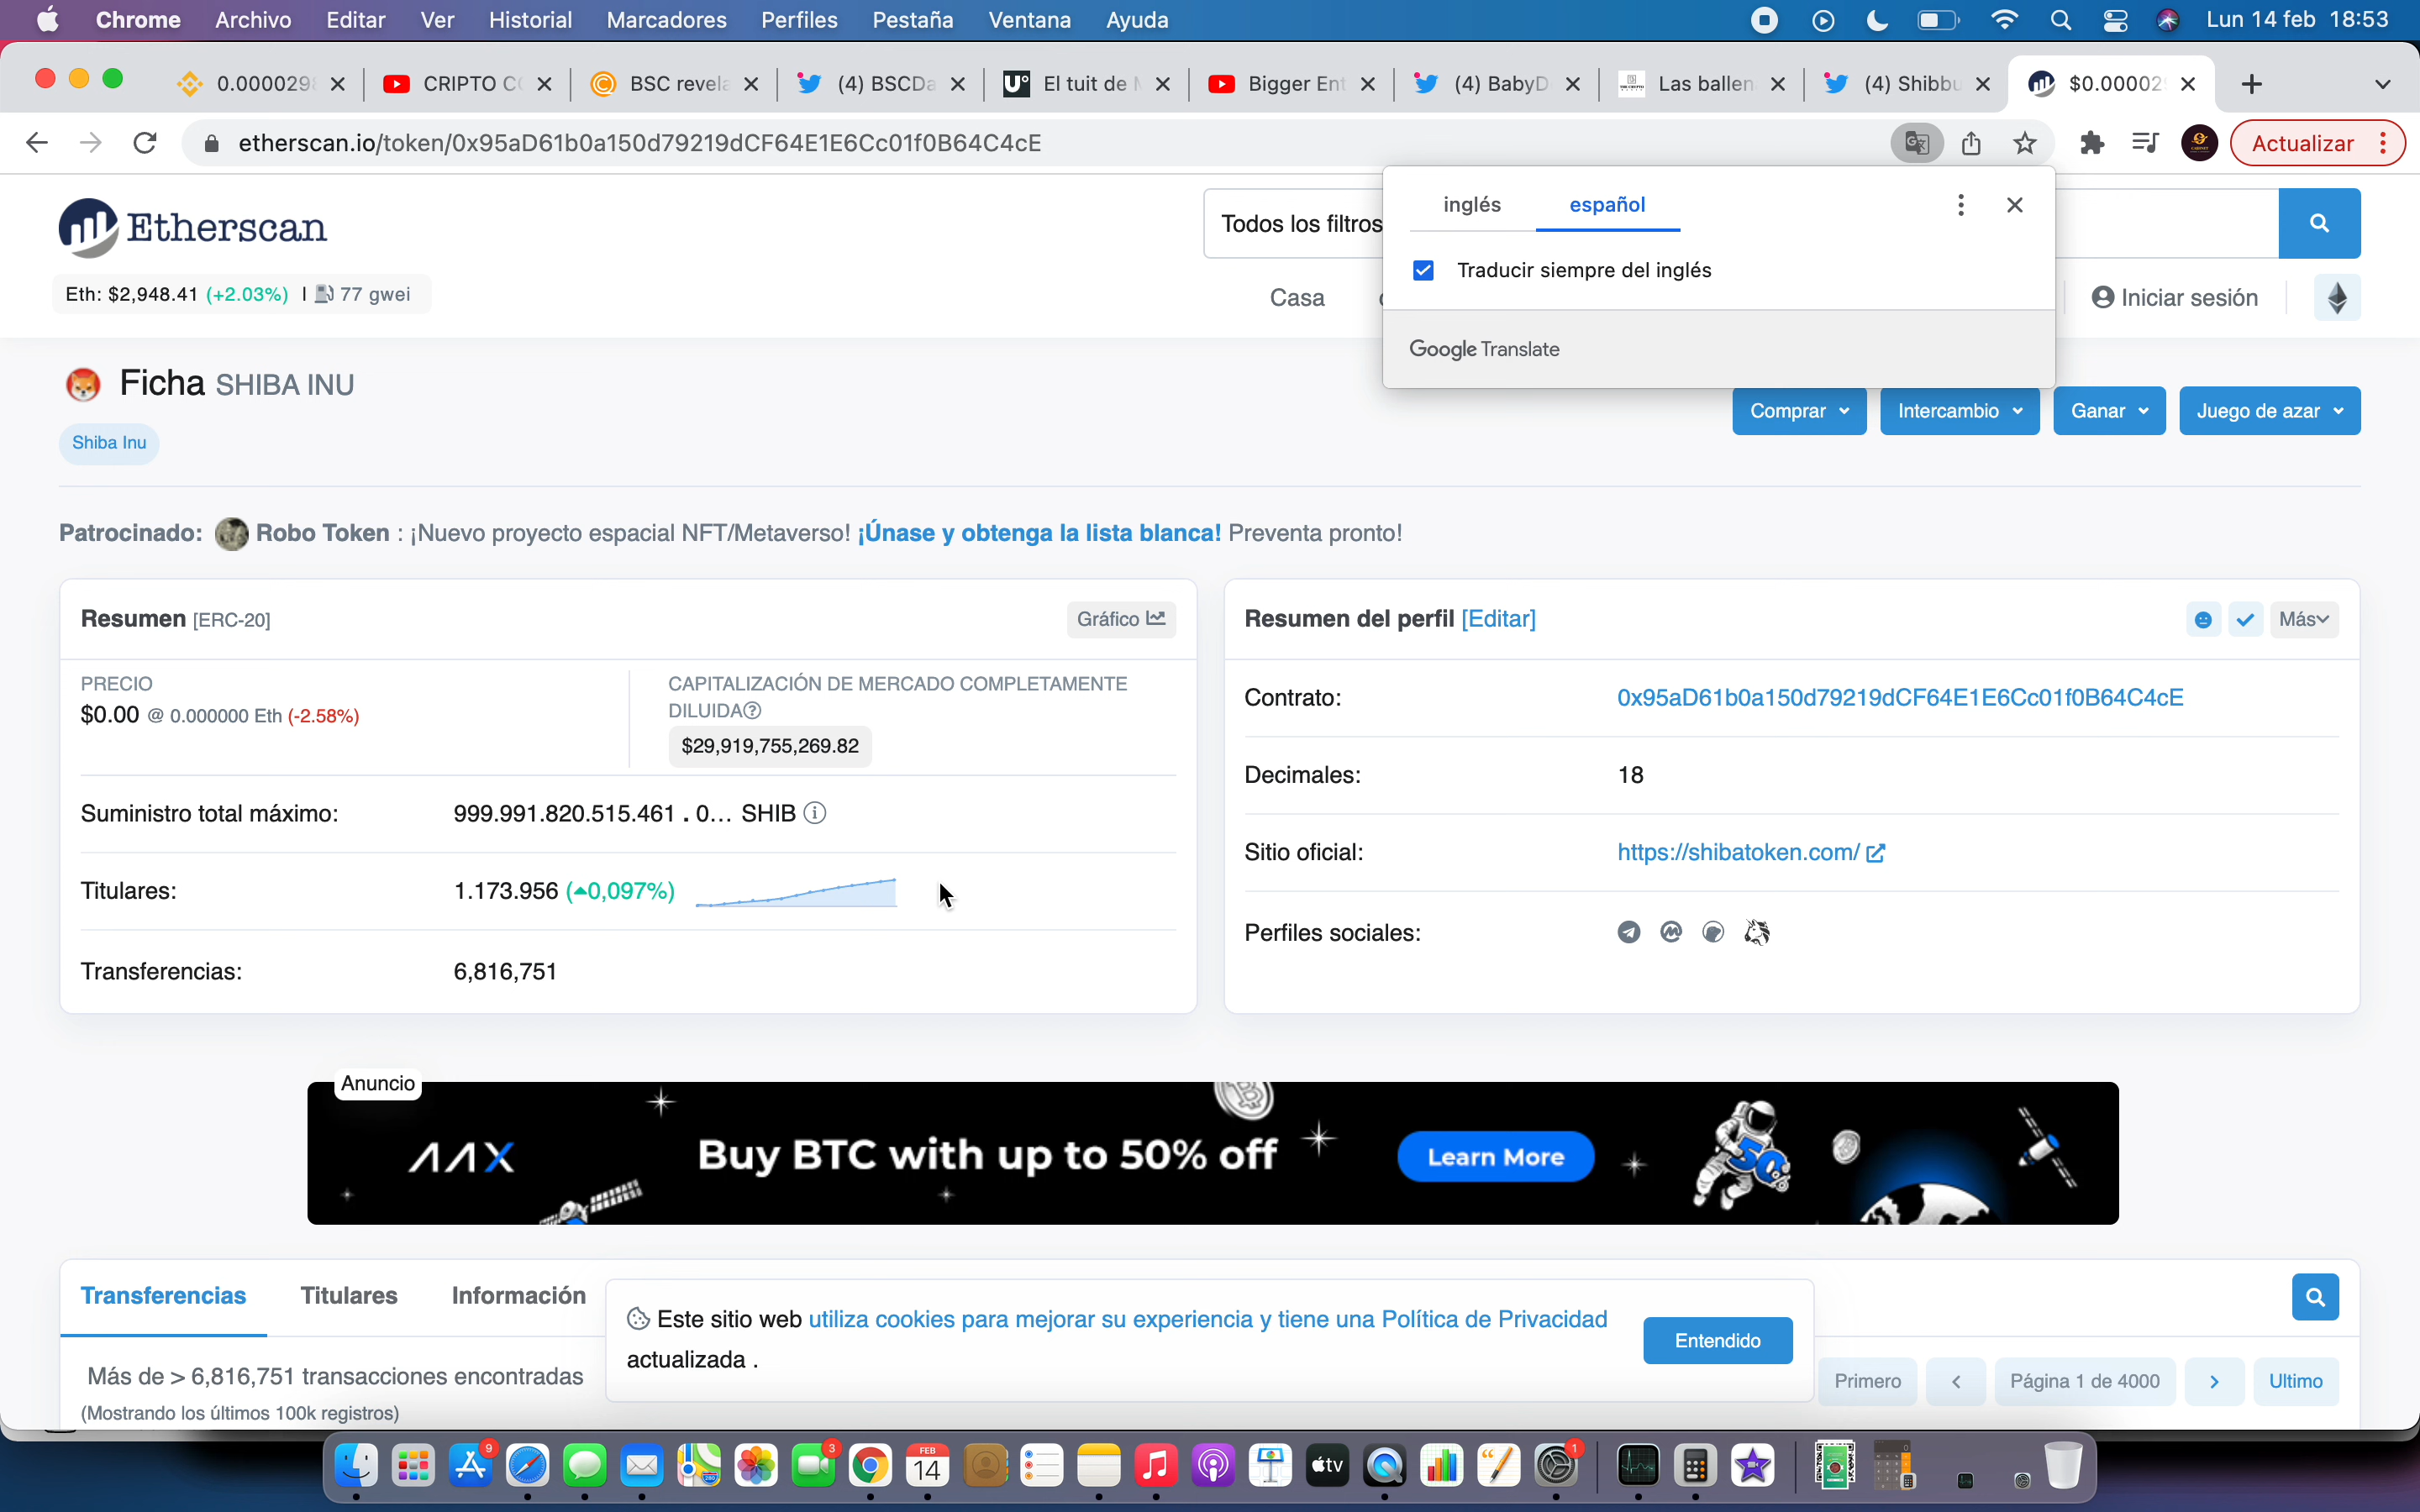 Chrome Archivo Editar Ver Historial Marcadores Perfiles Pestaña Ventana Ayuda Lun 14 feb 18:53
0.0000298 CRIPTO CO BSC revela (4) BSCDa El tuit de Bigger Ent (4) BabyD Las ballen (4) Shibbu $0.00002
etherscan.io/token/0x95aD61b0a150d79219dCF64E1E6Cc01f0B64C4cE Actualizar
inglés español
Etherscan
Todos los filtros
Traducir siempre del inglés
Eth: $2,948.41 (+2.03%) | 77 gwei
Casa Iniciar sesión
Google Translate
Ficha SHIBA INU
Comprar Intercambio Ganar Juego de azar
Shiba Inu
Patrocinado: Robo Token : ¡Nuevo proyecto espacial NFT/Metaverso! ¡Únase y obtenga la lista blanca! Preventa pronto!
Resumen [ERC-20] Gráfico
Resumen del perfil [Editar] Más
PRECIO
$0.00 @ 0.000000 Eth (-2.58%)
CAPITALIZACIÓN DE MERCADO COMPLETAMENTE
DILUIDA
$29,919,755,269.82
Contrato: 0x95aD61b0a150d79219dCF64E1E6Cc01f0B64C4cE
Decimales: 18
Suministro total máximo: 999.991.820.515.461 . 0... SHIB
Sitio oficial: https://shibatoken.com/
Titulares: 1.173.956 (0,097%)
Perfiles sociales:
Transferencias: 6,816,751
Anuncio
AAX Buy BTC with up to 50% off Learn More 50%
Transferencias Titulares Información
Este sitio web utiliza cookies para mejorar su experiencia y tiene una Política de Privacidad
actualizada .
Entendido
Más de > 6,816,751 transacciones encontradas
(Mostrando los últimos 100k registros)
Primero Página 1 de 4000 Ultimo
9 3 FEB 14 tv 1